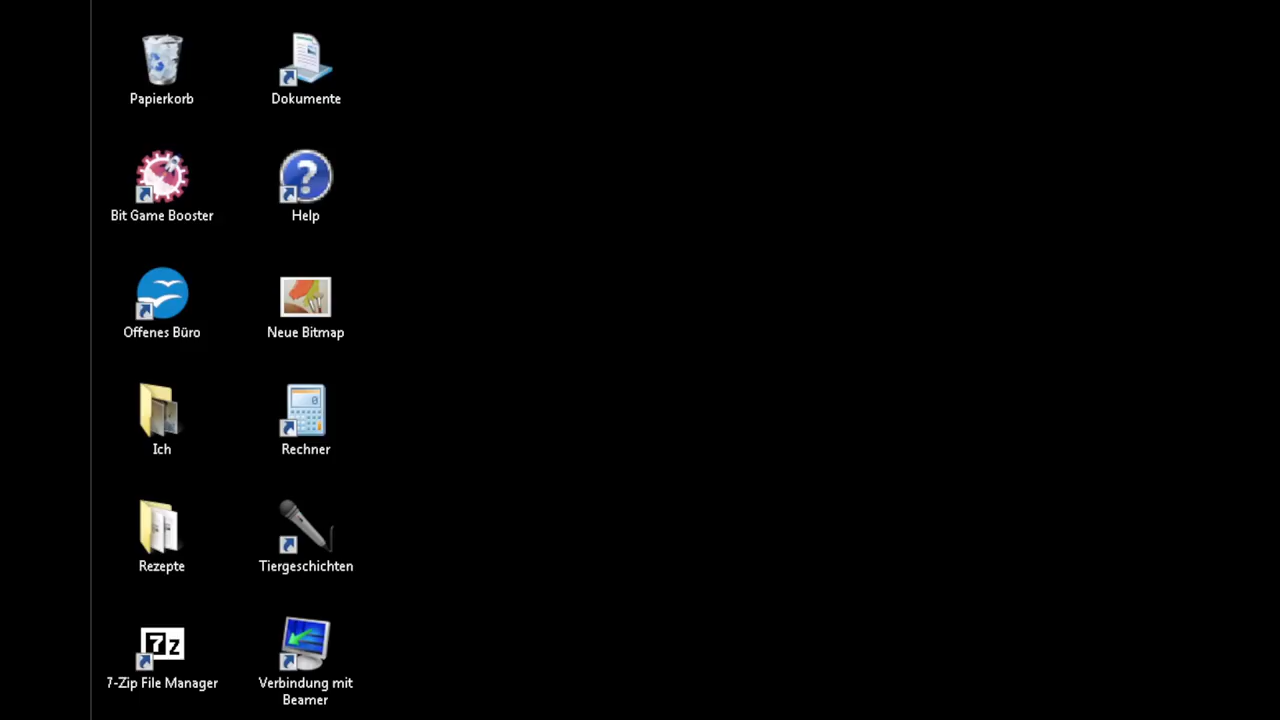 Papierkorb
Dokumente
Bit Game Booster
Help
Offenes Büro
Neue Bitmap
Ich
0
Rechner
Rezepte
Tiergeschichten
7z
7-Zip File Manager
Verbindung mit
Beamer